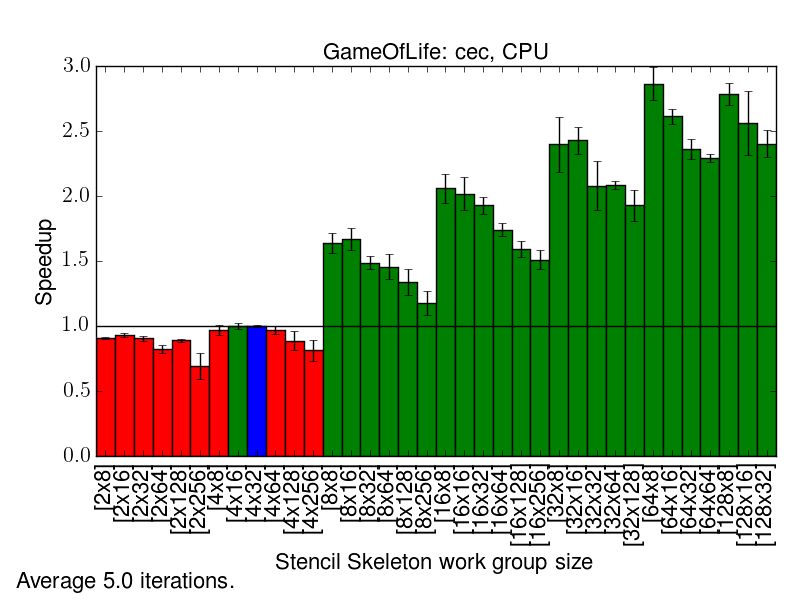 GameOfLife: cec, CPU
3.0
2.5
2.0
1.5
1.0
0.5
0.0
Speedup
[2x8]
[2x16]
[2x32]
[2x64]
[2x128]
[2x256]
[4x8]
[4x16]
[4x32]
[4x64]
[4x128]
[4x256]
[8x8]
[8x16]
[8x32]
[8x64]
[8x128]
[8x256]
[16x8]
[16x16]
[16x32]
[16x64]
[16x128]
[16x256]
[32x8]
[32x16]
[32x32]
[32x64]
[32x128]
[64x8]
[64x16]
[64x32]
[64x64]
[128x8]
[128x16]
[128x32]
Stencil Skeleton work group size
Average 5.0 iterations.